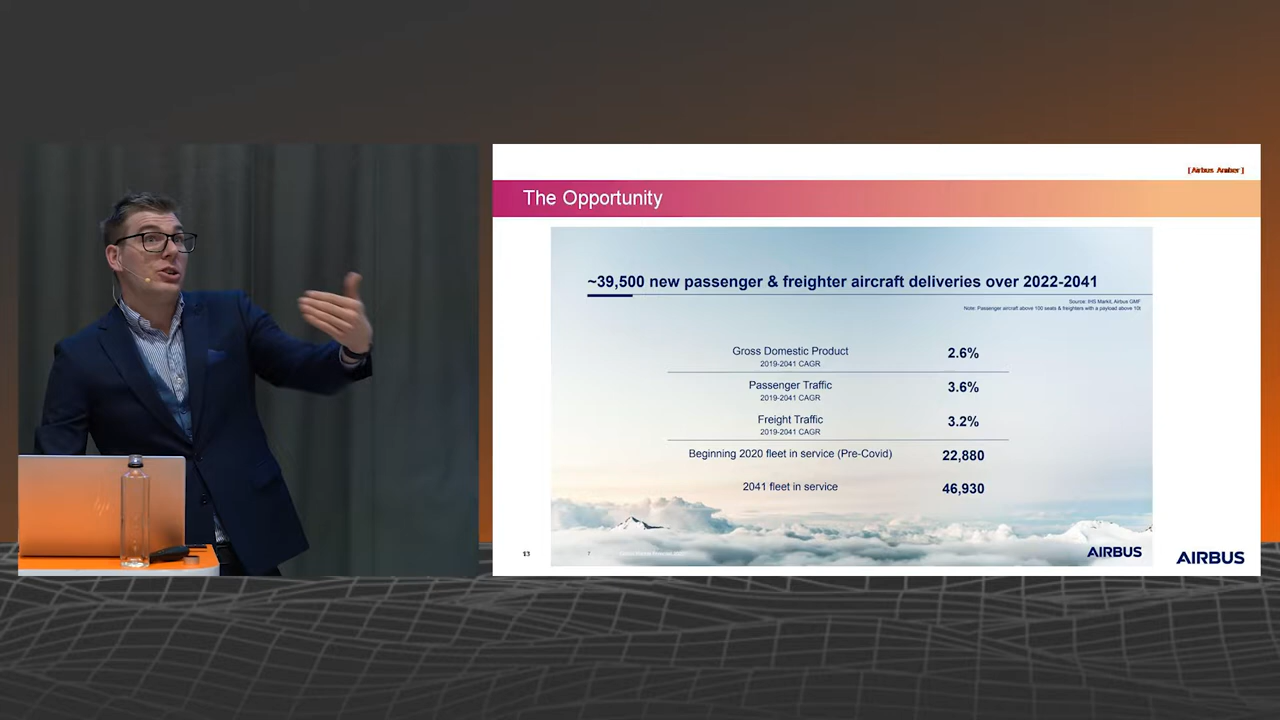 [Airbus Amber]
The Opportunity
~39,500 new passenger & freighter aircraft deliveries over 2022-2041
Source: IHS Markit, Airbus GMF
Note: Passenger aircraft above 100 seats & freighters with a payload above 10t
Gross Domestic Product
2019-2041 CAGR
2.6%
Passenger Traffic
2019-2041 CAGR
3.6%
Freight Traffic
2019-2041 CAGR
3.2%
Beginning 2020 fleet in service (Pre-Covid)
22,880
2041 fleet in service
46,930
13
7
AIRBUS
AIRBUS
hp